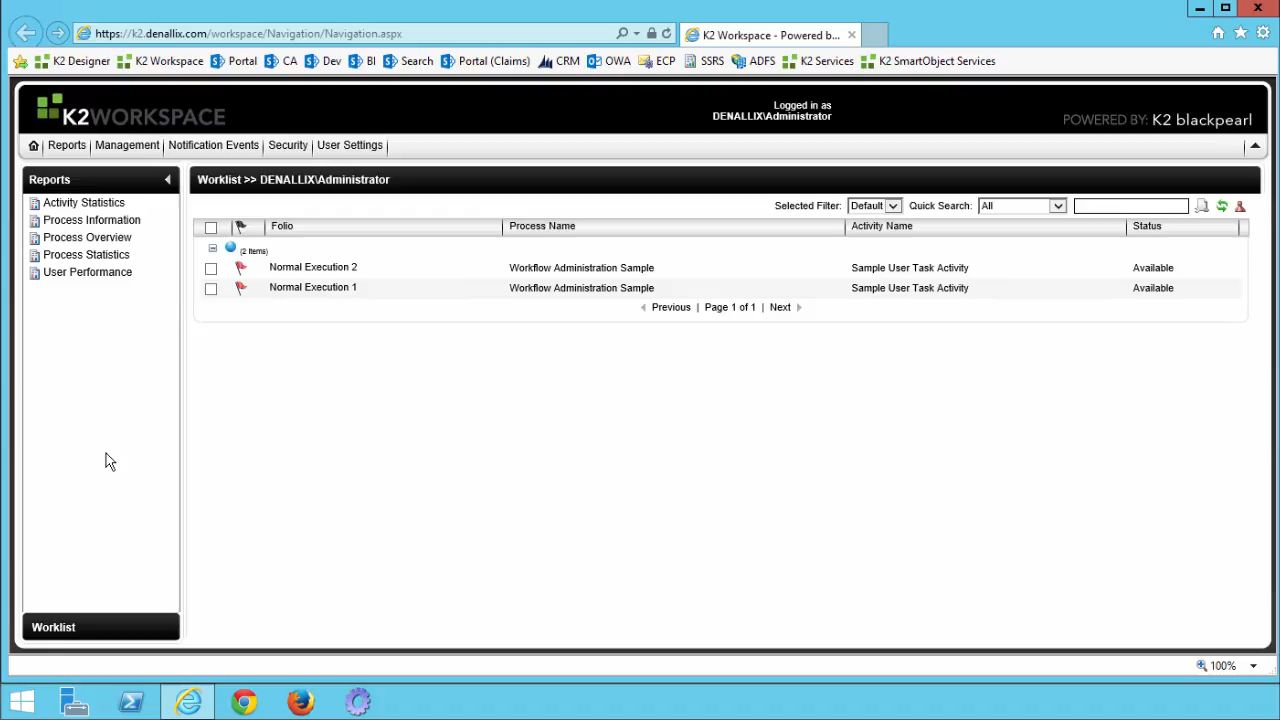 https://k2.denallix.com/workspace/Navigation/Navigation.aspx
K2 Workspace - Powered b...
K2 Designer K2 Workspace Portal CA Dev BI Search Portal (Claims) CRM OWA ECP SSRS ADFS K2 Services K2 SmartObject Services
K2WORKSPACE
Logged in as
DENALLIX\Administrator
POWERED BY: K2 blackpearl
Reports Management Notification Events Security User Settings
Reports
Activity Statistics
Process Information
Process Overview
Process Statistics
User Performance
Worklist
Worklist >> DENALLIX\Administrator
Selected Filter: Default Quick Search: All
Folio Process Name Activity Name Status
(2 Items)
Normal Execution 2 Workflow Administration Sample Sample User Task Activity Available
Normal Execution 1 Workflow Administration Sample Sample User Task Activity Available
Previous | Page 1 of 1 | Next
100%